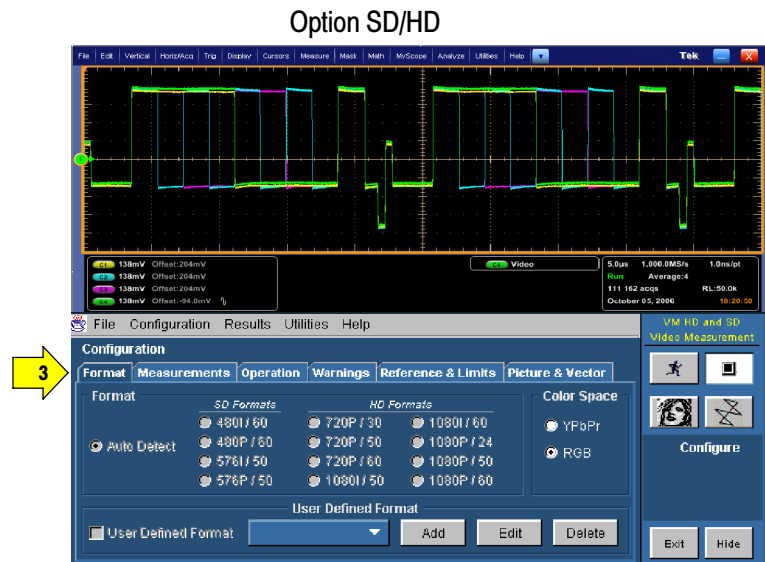 Option SD/HD
File Edit Vertical Horiz/Acq Trig Display Cursors Measure Mask Math MyScope Analyze Utilities Help Tek
C1 138mV Offset:204mV
C2 138mV Offset:204mV
C3 138mV Offset:204mV
C4 138mV Offset:-94.0mV
C4 Video
5.0µs 1,000.0MS/s 1.0ns/pt
Run Average:4
111 162 acqs RL:50.0k
October 05, 2006 16:20:50
File Configuration Results Utilities Help
VM HD and SD
Video Measurement
Configuration
3
Format Measurements Operation Warnings Reference & Limits Picture & Vector
Format
SD Formats HD Formats
Auto Detect
480I / 60 720P / 30 1080I / 60
480P / 60 720P / 50 1080P / 24
576I / 50 720P / 60 1080P / 50
576P / 50 1080I / 50 1080P / 60
Color Space
YPbPr
RGB
User Defined Format
User Defined Format Add Edit Delete
Configure
Exit Hide